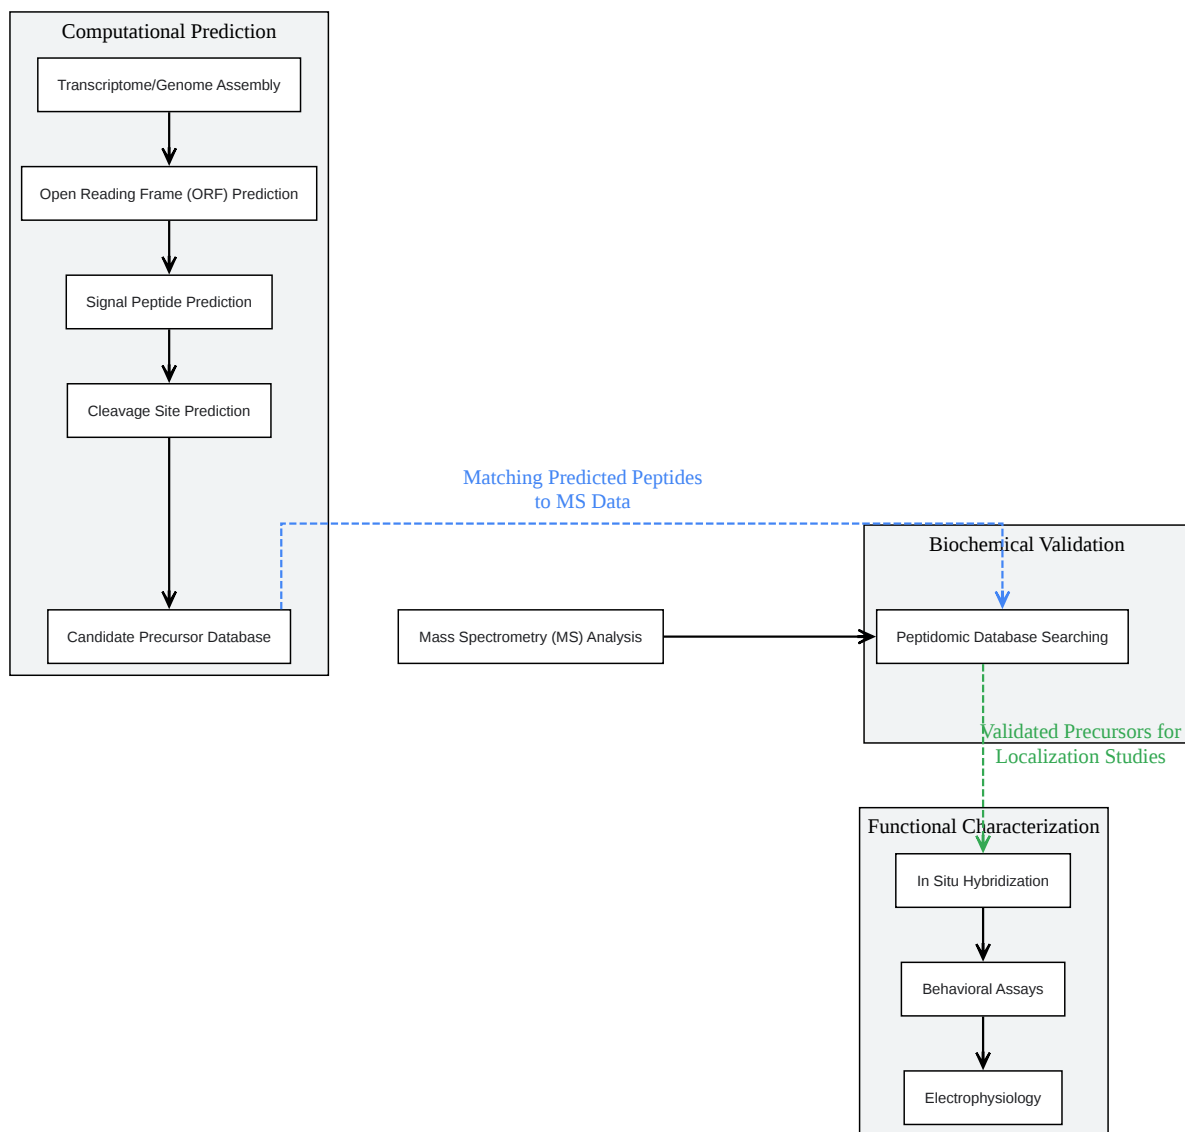 Computational Prediction
Transcriptome/Genome Assembly
Open Reading Frame (ORF) Prediction
Signal Peptide Prediction
Cleavage Site Prediction
Matching Predicted Peptides
to MS Data
Biochemical Validation
Candidate Precursor Database
Mass Spectrometry (MS) Analysis
Peptidomic Database Searching
Validated Precursors for
Localization Studies
Functional Characterization
In Situ Hybridization
Behavioral Assays
Electrophysiology